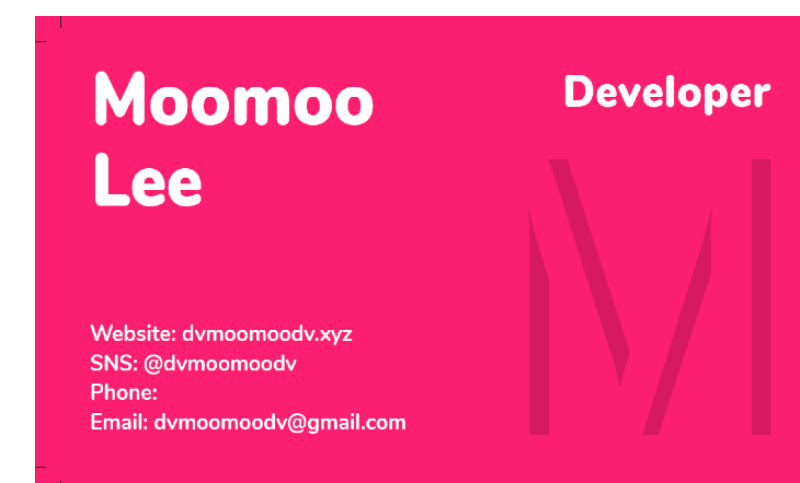 Moomoo
Lee
Developer
Website: dvmoomoodv.xyz
SNS: @dvmoomoodv
Phone:
Email: dvmoomoodv@gmail.com
M